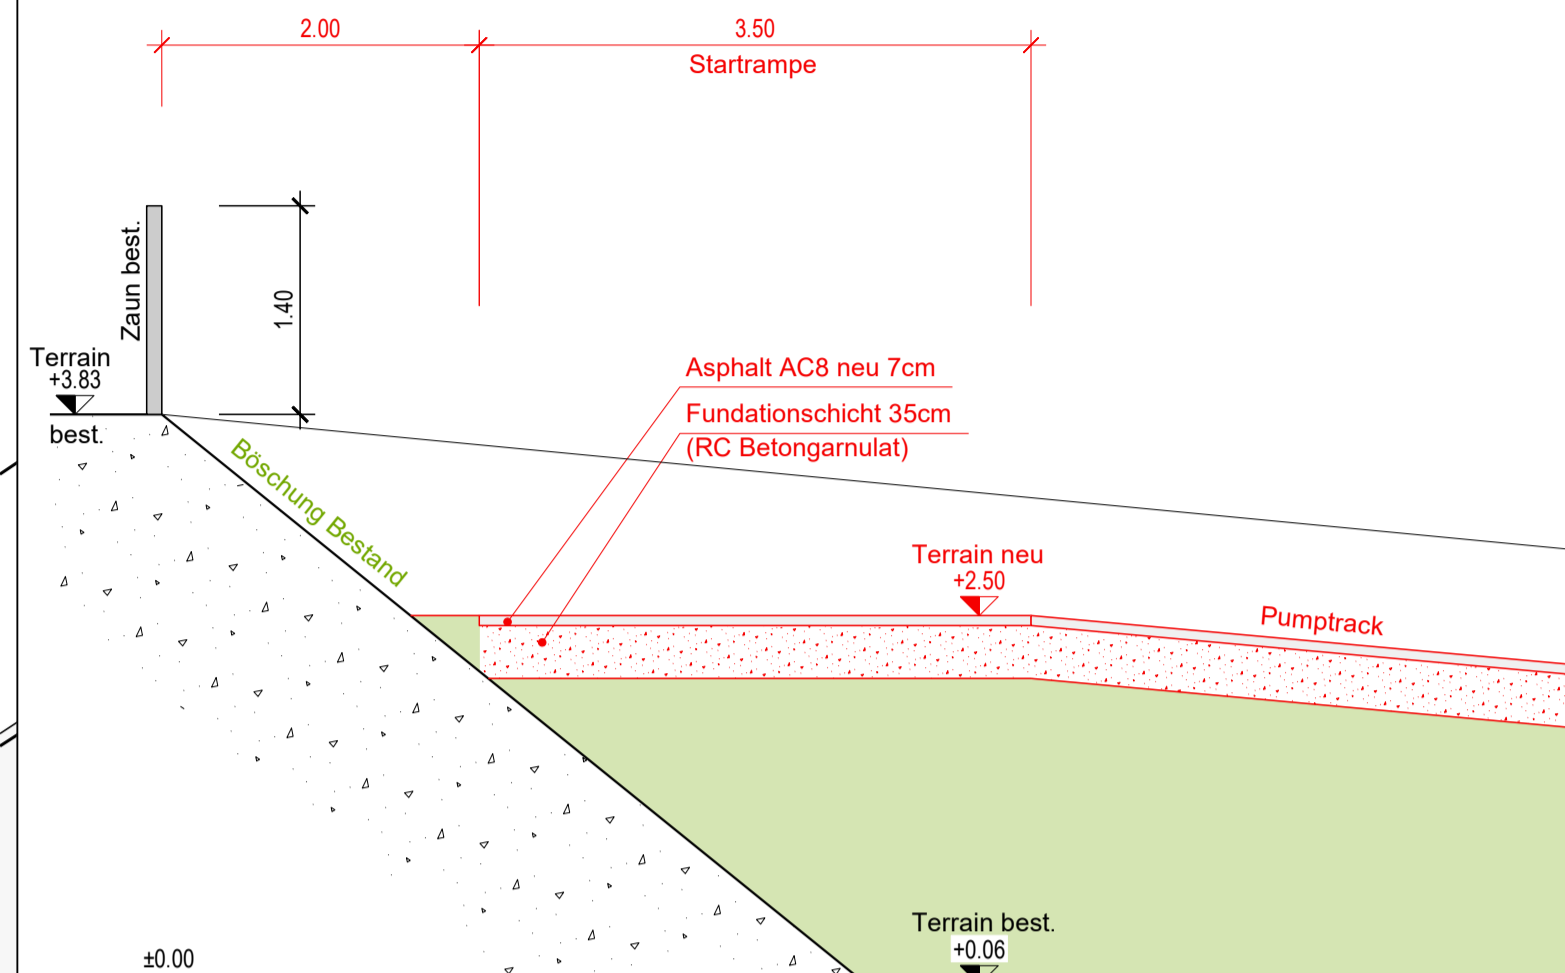 2.00
3.50
Startrampe
Zaun best.
1.40
Terrain
+3.83
best.
Böschung Bestand
Asphalt AC8 neu 7cm
Fundationschicht 35cm
(RC Betongarnulat)
Terrain neu
+2.50
Pumptrack
Terrain best.
+0.06
±0.00